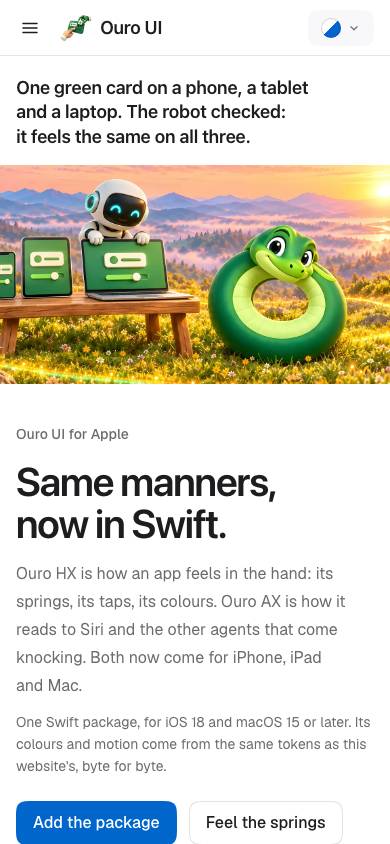 Ouro UI
One green card on a phone, a tablet
and a laptop. The robot checked:
it feels the same on all three.
Ouro UI for Apple
Same manners,
now in Swift.
Ouro HX is how an app feels in the hand: its
springs, its taps, its colours. Ouro AX is how it
reads to Siri and the other agents that come
knocking. Both now come for iPhone, iPad
and Mac.
One Swift package, for iOS 18 and macOS 15 or later. Its
colours and motion come from the same tokens as this
website's, byte for byte.
Add the package
Feel the springs